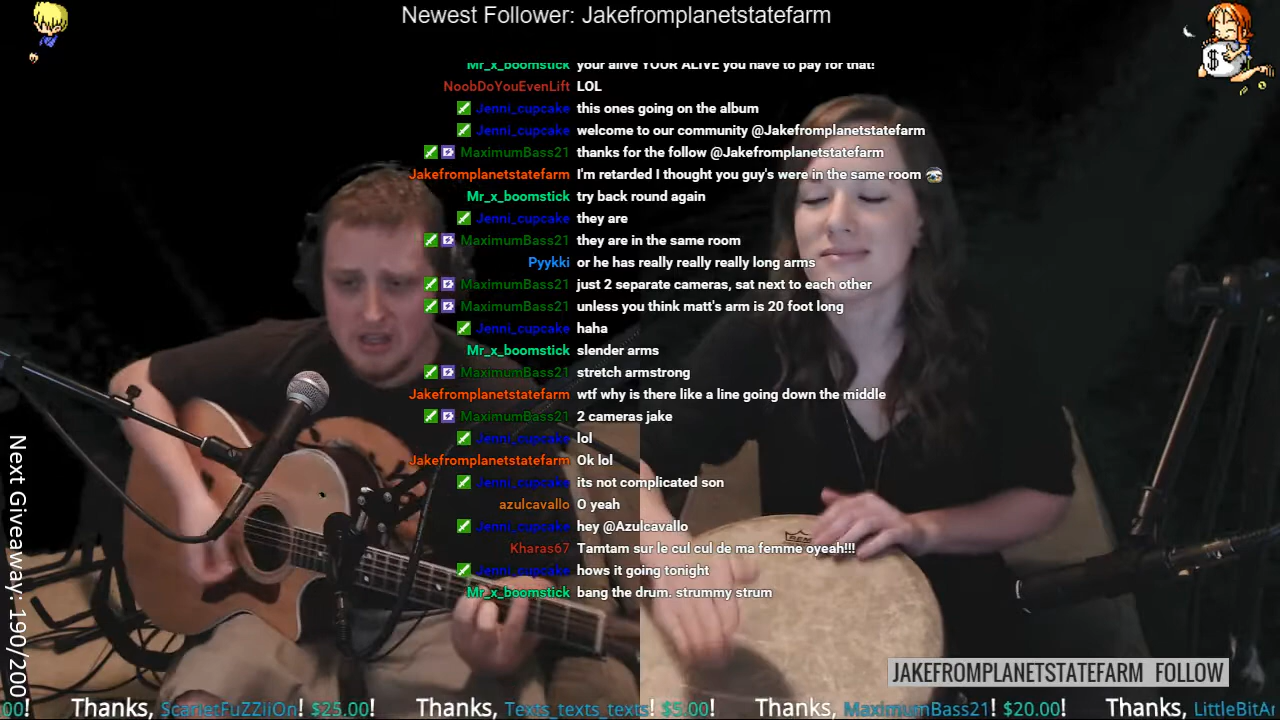 Newest Follower: Jakefromplanetstatefarm
Mr_x_boomstick your alive YOUR ALIVE you have to pay for that!
NoobDoYouEvenLift LOL
Jenni_cupcake this ones going on the album
Jenni_cupcake welcome to our community @Jakefromplanetstatefarm
MaximumBass21 thanks for the follow @Jakefromplanetstatefarm
Jakefromplanetstatefarm I'm retarded I thought you guy's were in the same room
Mr_x_boomstick try back round again
Jenni_cupcake they are
MaximumBass21 they are in the same room
Pyykki or he has really really really long arms
MaximumBass21 just 2 separate cameras, sat next to each other
MaximumBass21 unless you think matt's arm is 20 foot long
Jenni_cupcake haha
Mr_x_boomstick slender arms
MaximumBass21 stretch armstrong
Jakefromplanetstatefarm wtf why is there like a line going down the middle
MaximumBass21 2 cameras jake
Jenni_cupcake lol
Jakefromplanetstatefarm Ok lol
Jenni_cupcake its not complicated son
azulcavallo O yeah
Jenni_cupcake hey @Azulcavallo
Kharas67 Tamtam sur le cul cul de ma femme oyeah!!!
Jenni_cupcake hows it going tonight
Mr_x_boomstick bang the drum. strummy strum
$
REMO
Next Giveaway: 190/200
JAKEFROMPLANETSTATEFARM FOLLOW
00! Thanks, ScarletFuZZiiOn! $25.00! Thanks, Texts_texts_texts! $5.00! Thanks, MaximumBass21! $20.00! Thanks, LittleBitAr